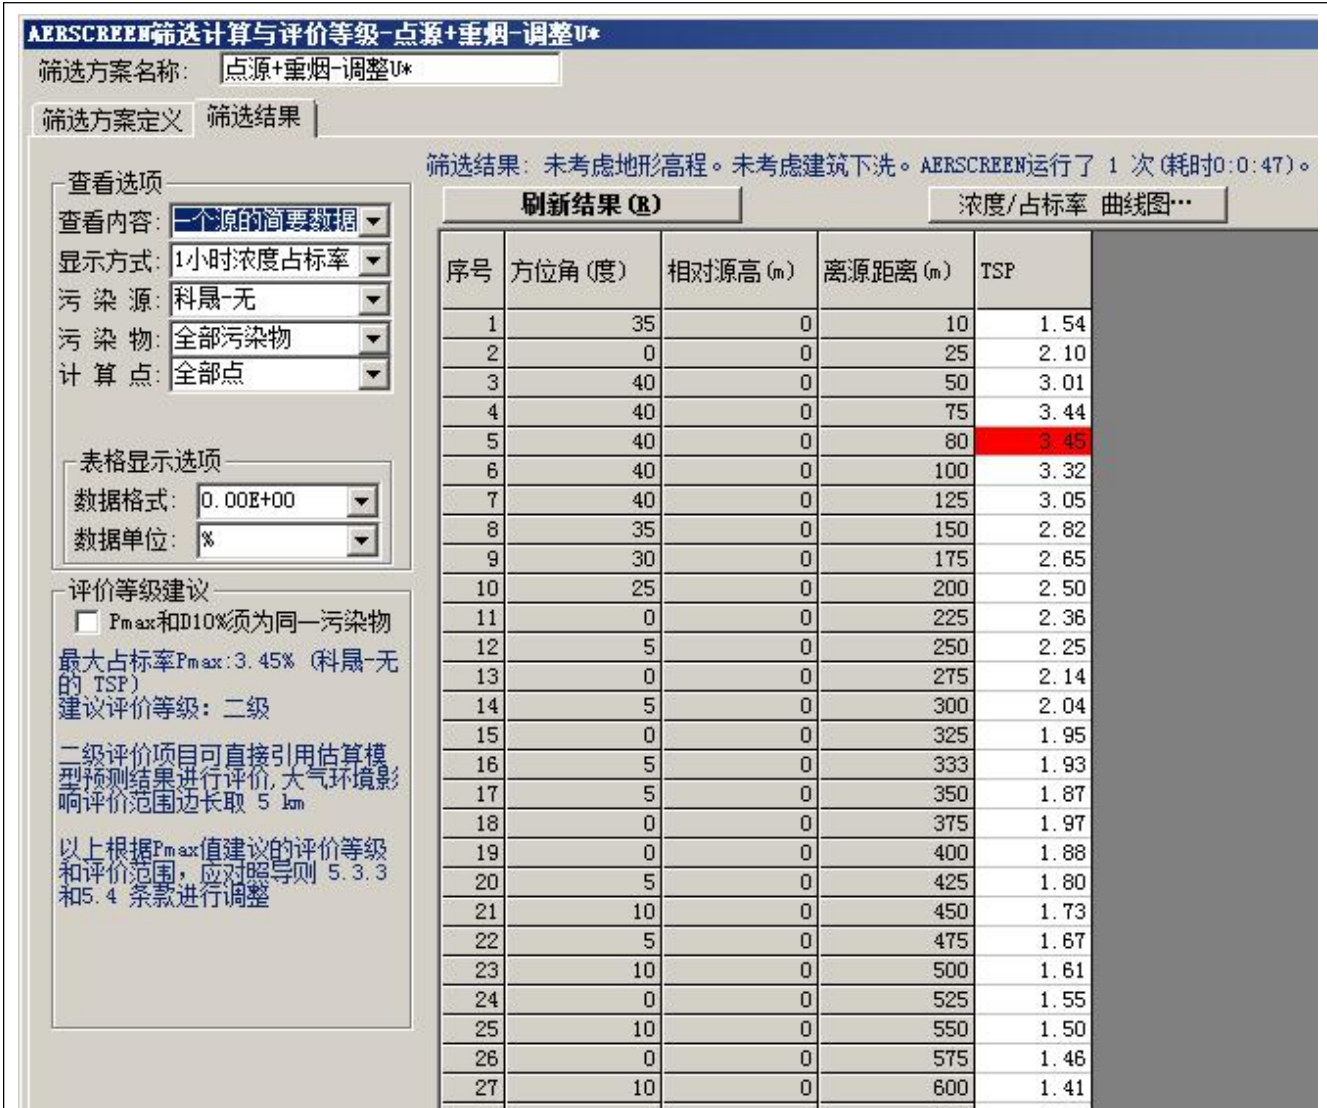 AERSCREEN筛选计算与评价等级-点源+重烟-调整U*
筛选方案名称: 点源+重烟-调整U*
筛选方案定义 筛选结果
筛选结果: 未考虑地形高程。未考虑建筑下洗。AERSCREEN运行了 1 次(耗时0:0:47)。
查看选项
查看内容: 一个源的简要数据
显示方式: 1小时浓度占标率
污 染 源: 科晟-无
污 染 物: 全部污染物
计 算 点: 全部点
表格显示选项
数据格式: 0.00E+00
数据单位: %
评价等级建议
Pmax和D10%须为同一污染物
最大占标率Pmax:3.45% (科晟-无
的 TSP)
建议评价等级: 二级
二级评价项目可直接引用估算模
型预测结果进行评价,大气环境影
响评价范围边长取 5 km
以上根据Pmax值建议的评价等级
和评价范围,应对照导则 5.3.3
和5.4 条款进行调整
刷新结果(R) 浓度/占标率 曲线图…
序号 方位角(度) 相对源高(m) 离源距离(m) TSP
1 35 0 10 1.54
2 0 0 25 2.10
3 40 0 50 3.01
4 40 0 75 3.44
5 40 0 80 3.45
6 40 0 100 3.32
7 40 0 125 3.05
8 35 0 150 2.82
9 30 0 175 2.65
10 25 0 200 2.50
11 0 0 225 2.36
12 5 0 250 2.25
13 0 0 275 2.14
14 5 0 300 2.04
15 0 0 325 1.95
16 5 0 333 1.93
17 5 0 350 1.87
18 0 0 375 1.97
19 0 0 400 1.88
20 5 0 425 1.80
21 10 0 450 1.73
22 5 0 475 1.67
23 10 0 500 1.61
24 0 0 525 1.55
25 10 0 550 1.50
26 0 0 575 1.46
27 10 0 600 1.41